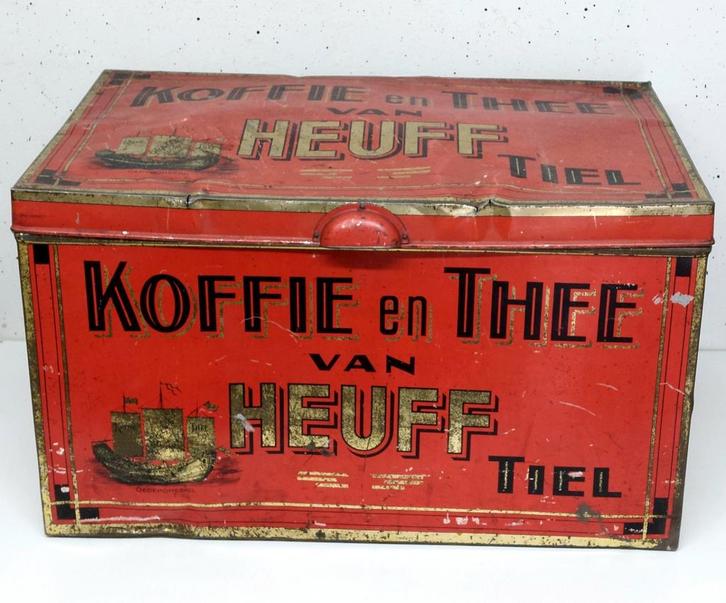 KOFFIE en THEE
VAN
HEUFF
TIEL
KOFFIE en THEE
VAN
HEUFF
TIEL